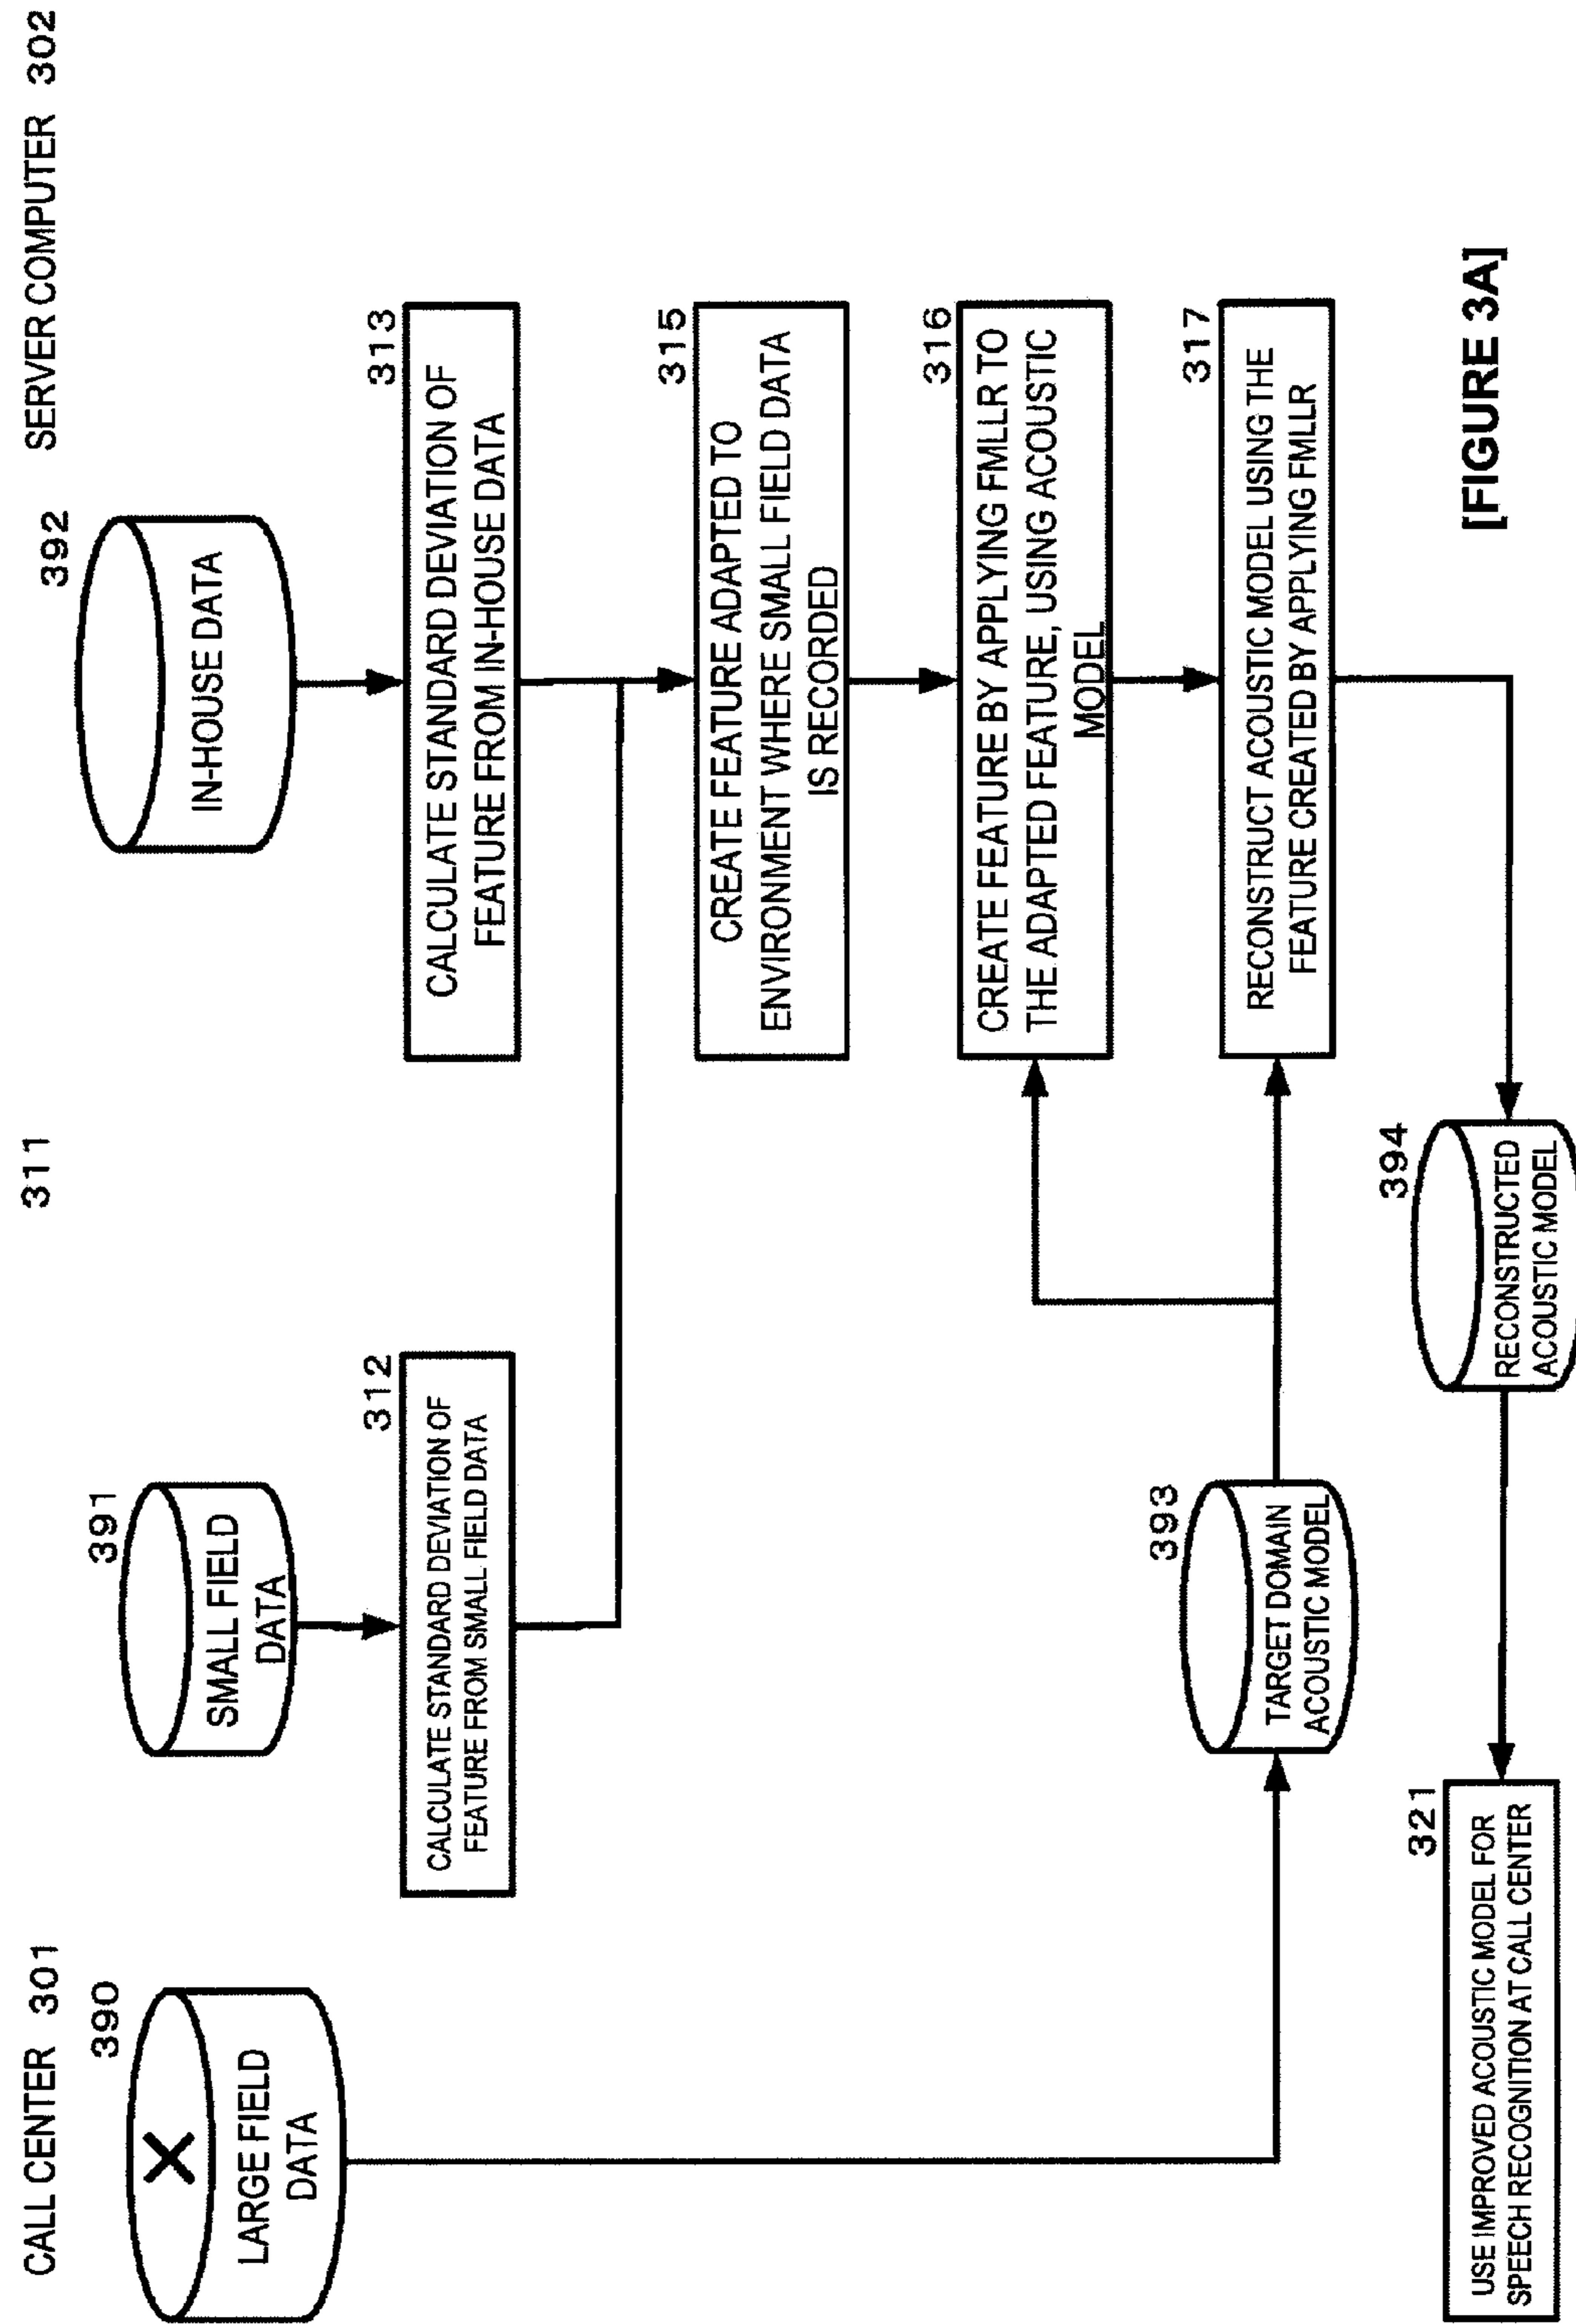 CALL CENTER 301
311
SERVER COMPUTER 302
390
LARGE FIELD
DATA
391
SMALL FIELD
DATA
392
IN-HOUSE DATA
312
CALCULATE STANDARD DEVIATION OF
FEATURE FROM SMALL FIELD DATA
313
CALCULATE STANDARD DEVIATION OF
FEATURE FROM IN-HOUSE DATA
315
CREATE FEATURE ADAPTED TO
ENVIRONMENT WHERE SMALL FIELD DATA
IS RECORDED
316
CREATE FEATURE BY APPLYING FMLLR TO
THE ADAPTED FEATURE, USING ACOUSTIC
MODEL
393
TARGET DOMAIN
ACOUSTIC MODEL
317
RECONSTRUCT ACOUSTIC MODEL USING THE
FEATURE CREATED BY APPLYING FMLLR
394
RECONSTRUCTED
ACOUSTIC MODEL
321
USE IMPROVED ACOUSTIC MODEL FOR
SPEECH RECOGNITION AT CALL CENTER
[FIGURE 3A]